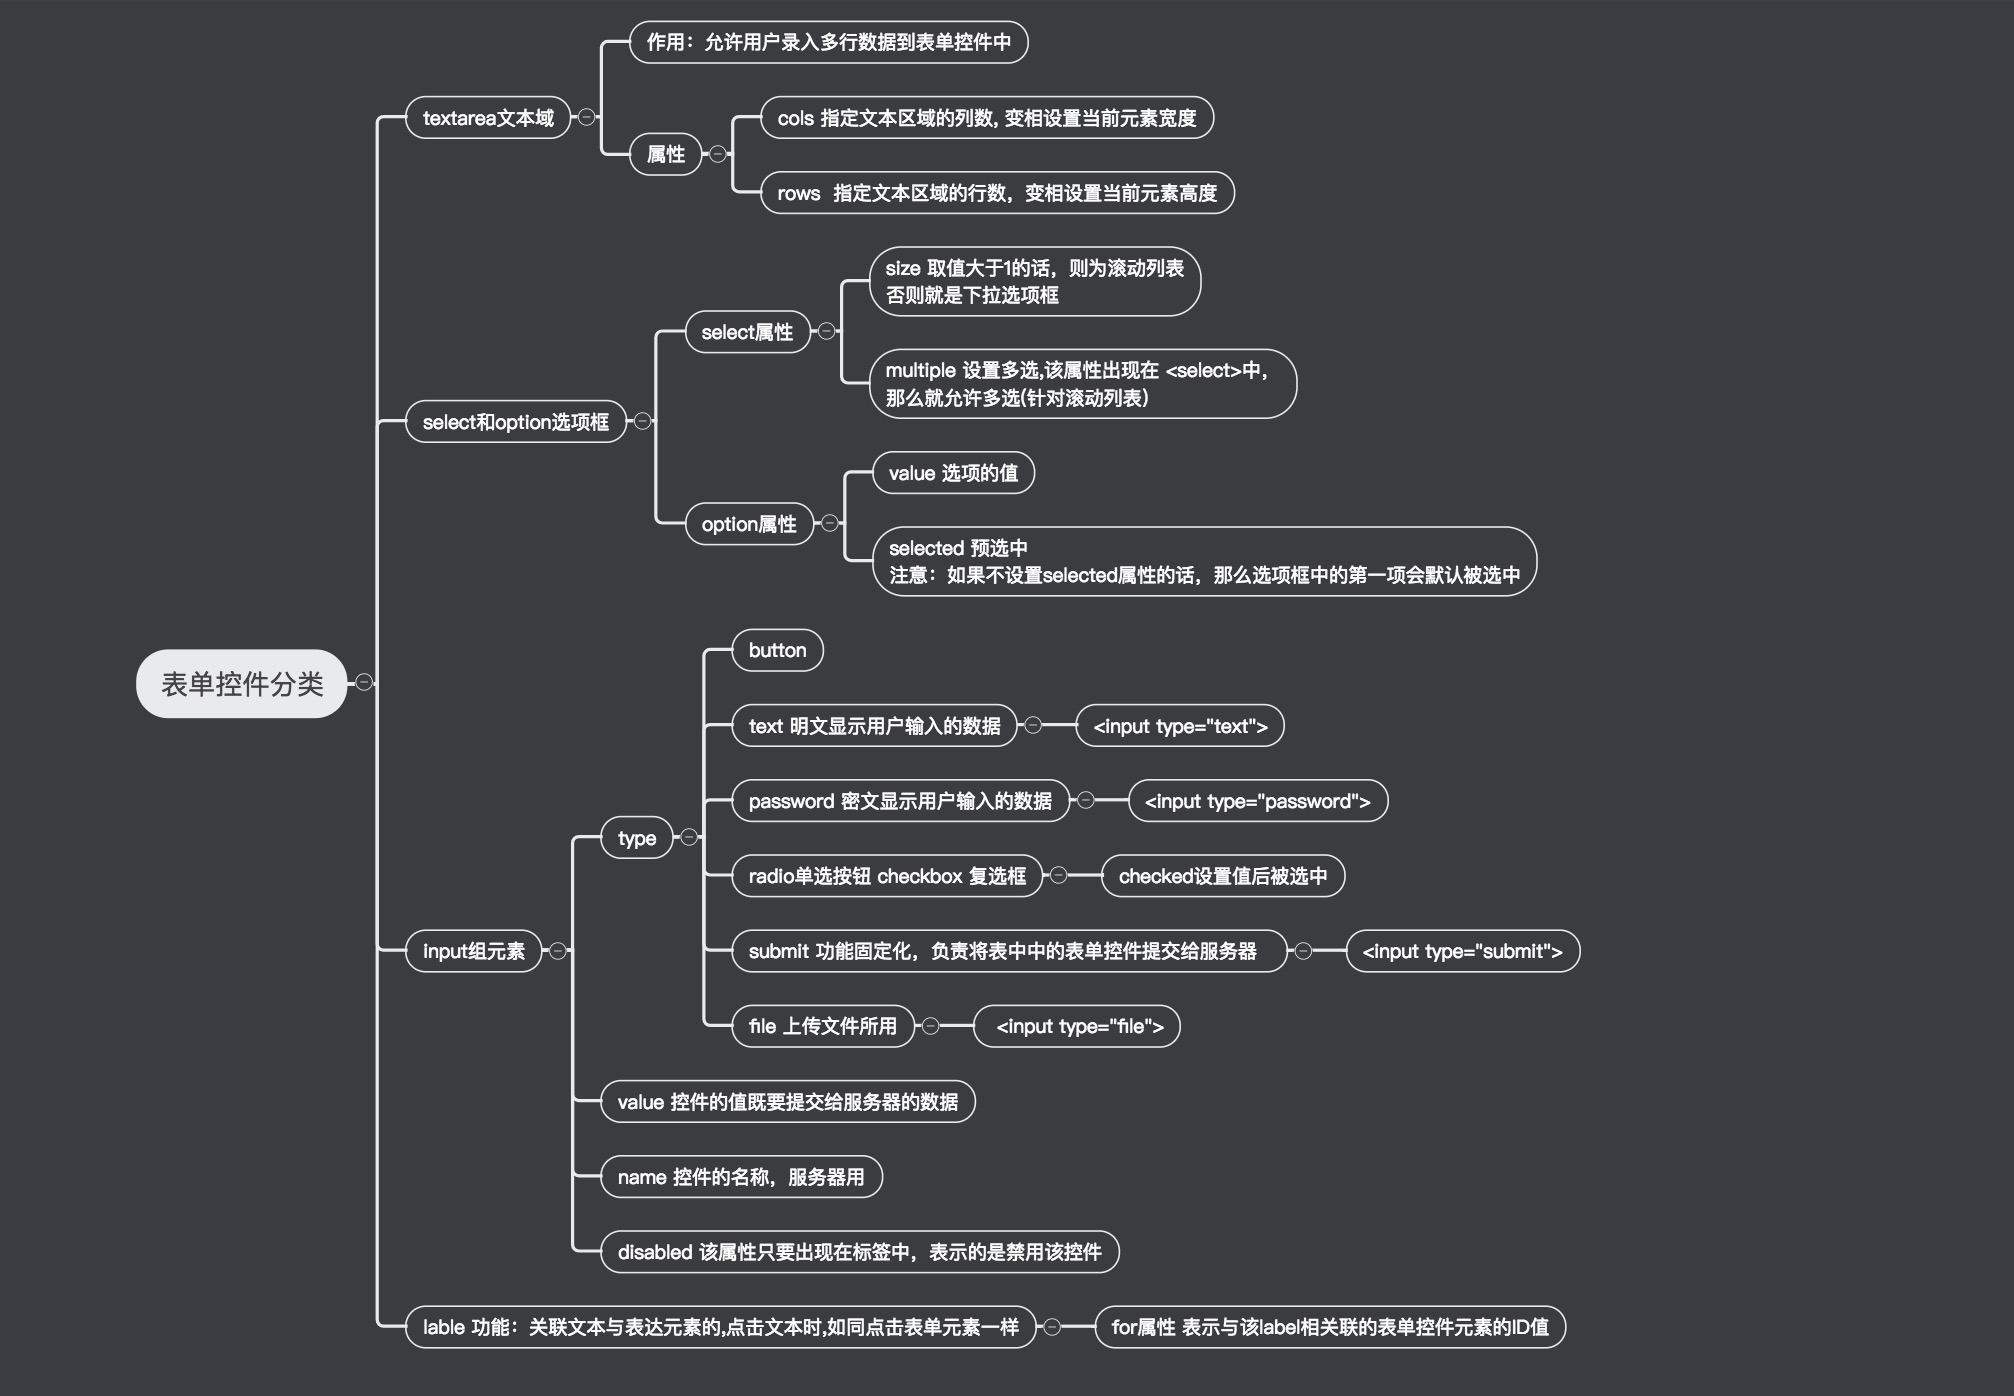 表单控件分类
textarea文本域
作用：允许用户录入多行数据到表单控件中
属性
cols 指定文本区域的列数, 变相设置当前元素宽度
rows  指定文本区域的行数，变相设置当前元素高度
select和option选项框
select属性
size 取值大于1的话，则为滚动列表
否则就是下拉选项框
multiple 设置多选,该属性出现在 <select>中，
那么就允许多选(针对滚动列表)
option属性
value 选项的值
selected 预选中
注意：如果不设置selected属性的话，那么选项框中的第一项会默认被选中
input组元素
type
button
text 明文显示用户输入的数据
<input type="text">
password 密文显示用户输入的数据
<input type="password">
radio单选按钮 checkbox 复选框
checked设置值后被选中
submit 功能固定化，负责将表中中的表单控件提交给服务器
<input type="submit">
file 上传文件所用
<input type="file">
value 控件的值既要提交给服务器的数据
name 控件的名称，服务器用
disabled 该属性只要出现在标签中，表示的是禁用该控件
lable 功能：关联文本与表达元素的,点击文本时,如同点击表单元素一样
for属性 表示与该label相关联的表单控件元素的ID值